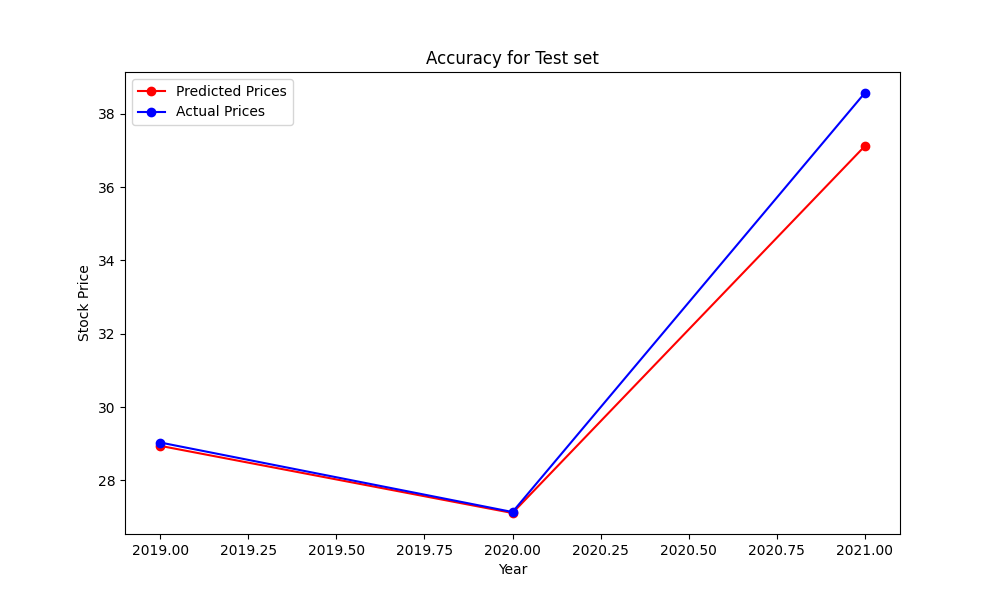 Accuracy for Test set
Predicted Prices
Actual Prices
38
36
34
32
30
28
Stock Price
2019.00 2019.25 2019.50 2019.75 2020.00 2020.25 2020.50 2020.75 2021.00
Year